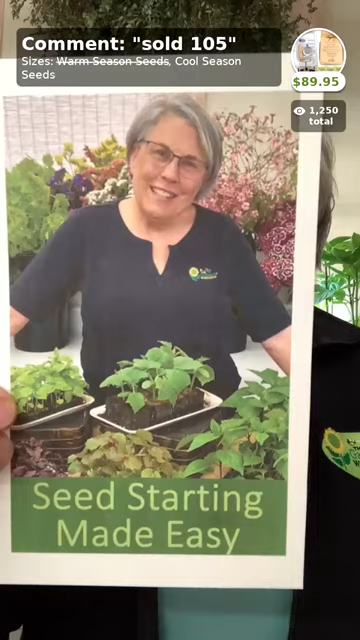 Comment: "sold 105"
Sizes: Warm Season Seeds, Cool Season
Seeds
$89.95
1,250
total
Seed Starting
Made Easy